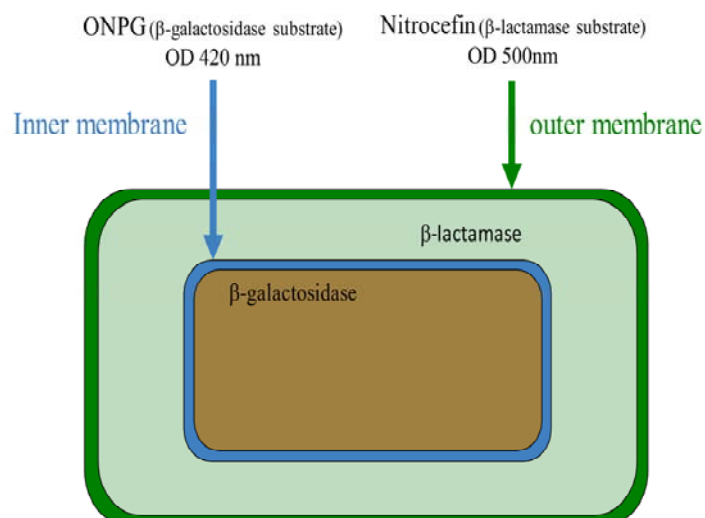 ONPG (β-galactosidase substrate)
OD 420 nm
Nitrocefin (β-lactamase substrate)
OD 500nm
Inner membrane
outer membrane
β-lactamase
β-galactosidase